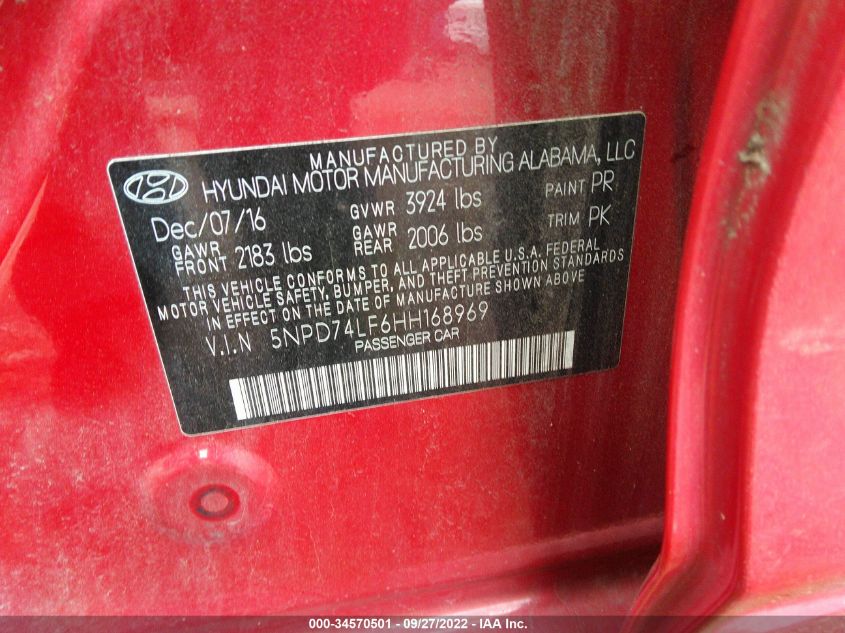 MANUFACTURED BY
HYUNDAI MOTOR MANUFACTURING ALABAMA, LLC
Dec/07/16 GVWR 3924 lbs PAINT PR
GAWR FRONT 2183 lbs GAWR REAR 2006 lbs TRIM PK
THIS VEHICLE CONFORMS TO ALL APPLICABLE U.S.A. FEDERAL
MOTOR VEHICLE SAFETY, BUMPER, AND THEFT PREVENTION STANDARDS
IN EFFECT ON THE DATE OF MANUFACTURE SHOWN ABOVE
V.I.N 5NPD74LF6HH168969
PASSENGER CAR
000-34570501 - 09/27/2022 - IAA Inc.